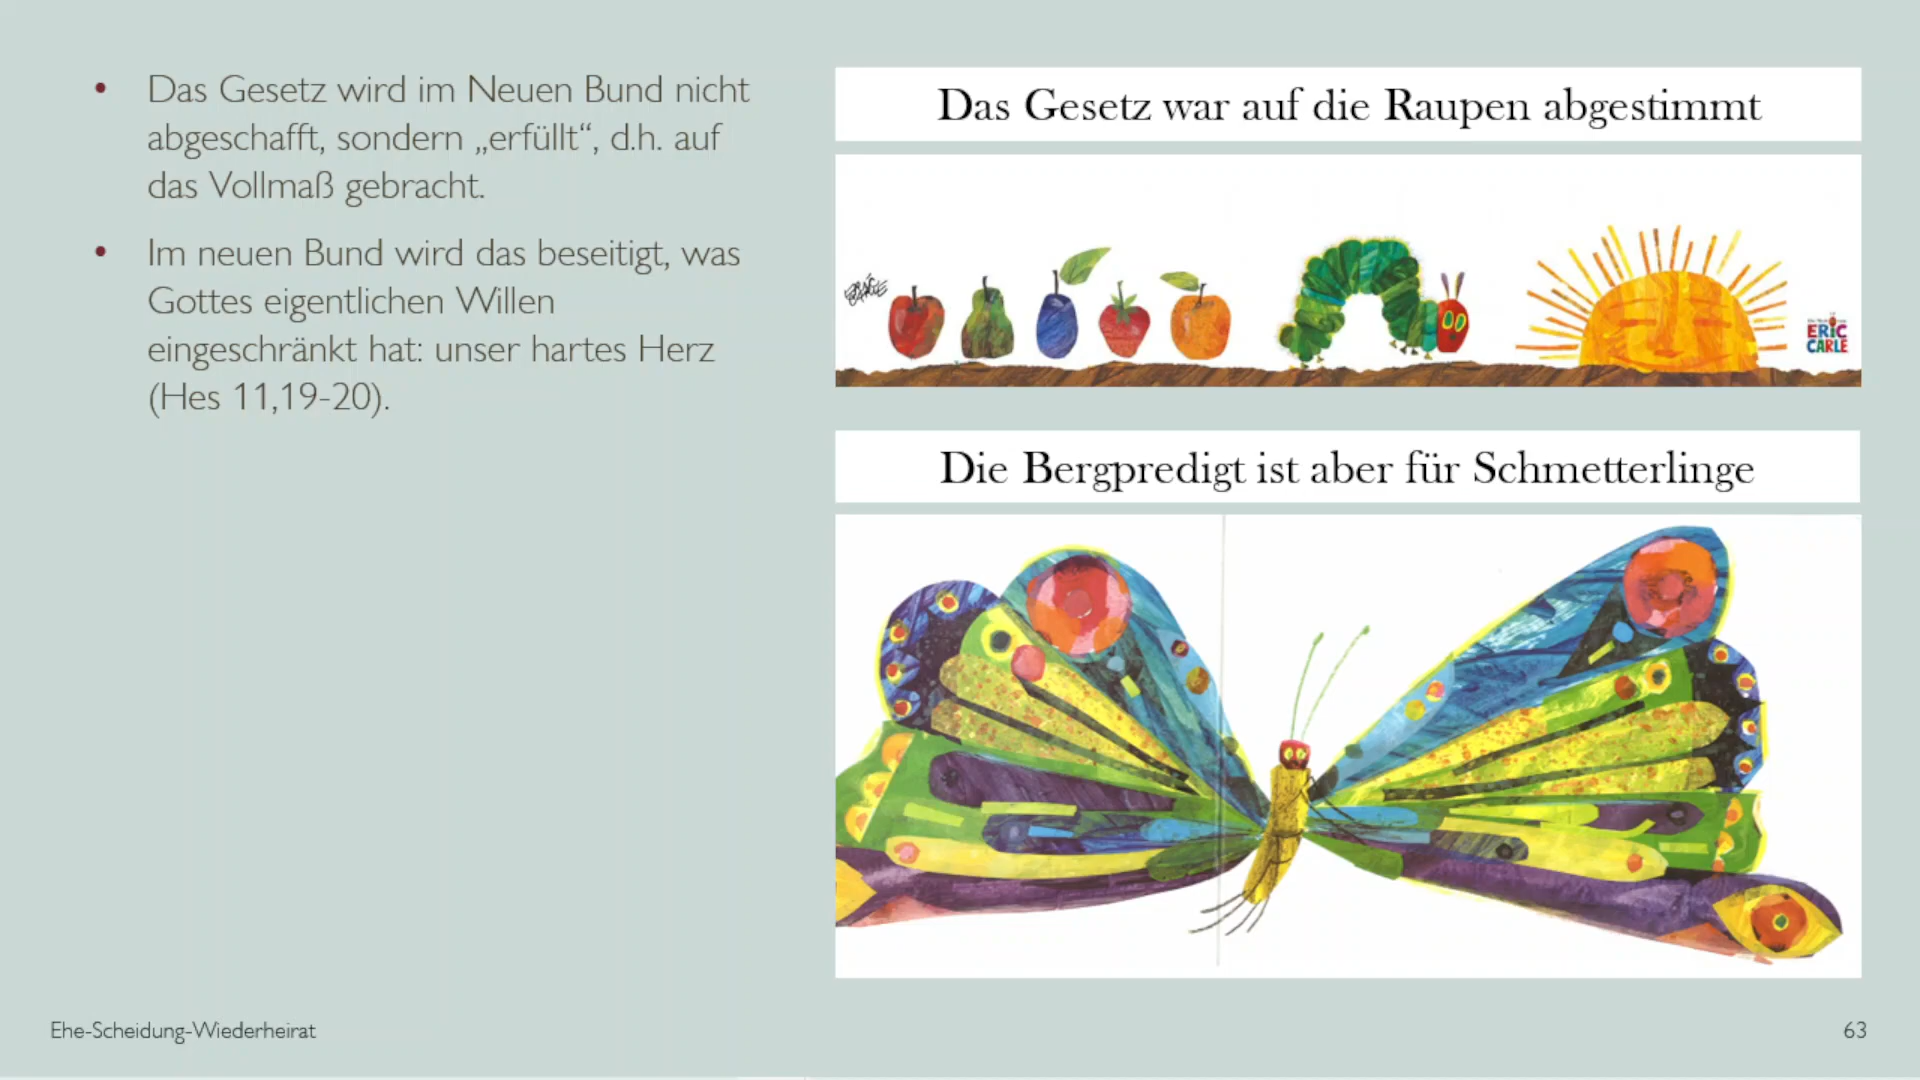 • Das Gesetz wird im Neuen Bund nicht
abgeschafft, sondern „erfüllt“, d.h. auf
das Vollmaß gebracht.
• Im neuen Bund wird das beseitigt, was
Gottes eigentlichen Willen
eingeschränkt hat: unser hartes Herz
(Hes 11,19-20).
Das Gesetz war auf die Raupen abgestimmt
ERIC
CARLE
Die Bergpredigt ist aber für Schmetterlinge
Ehe-Scheidung-Wiederheirat
63